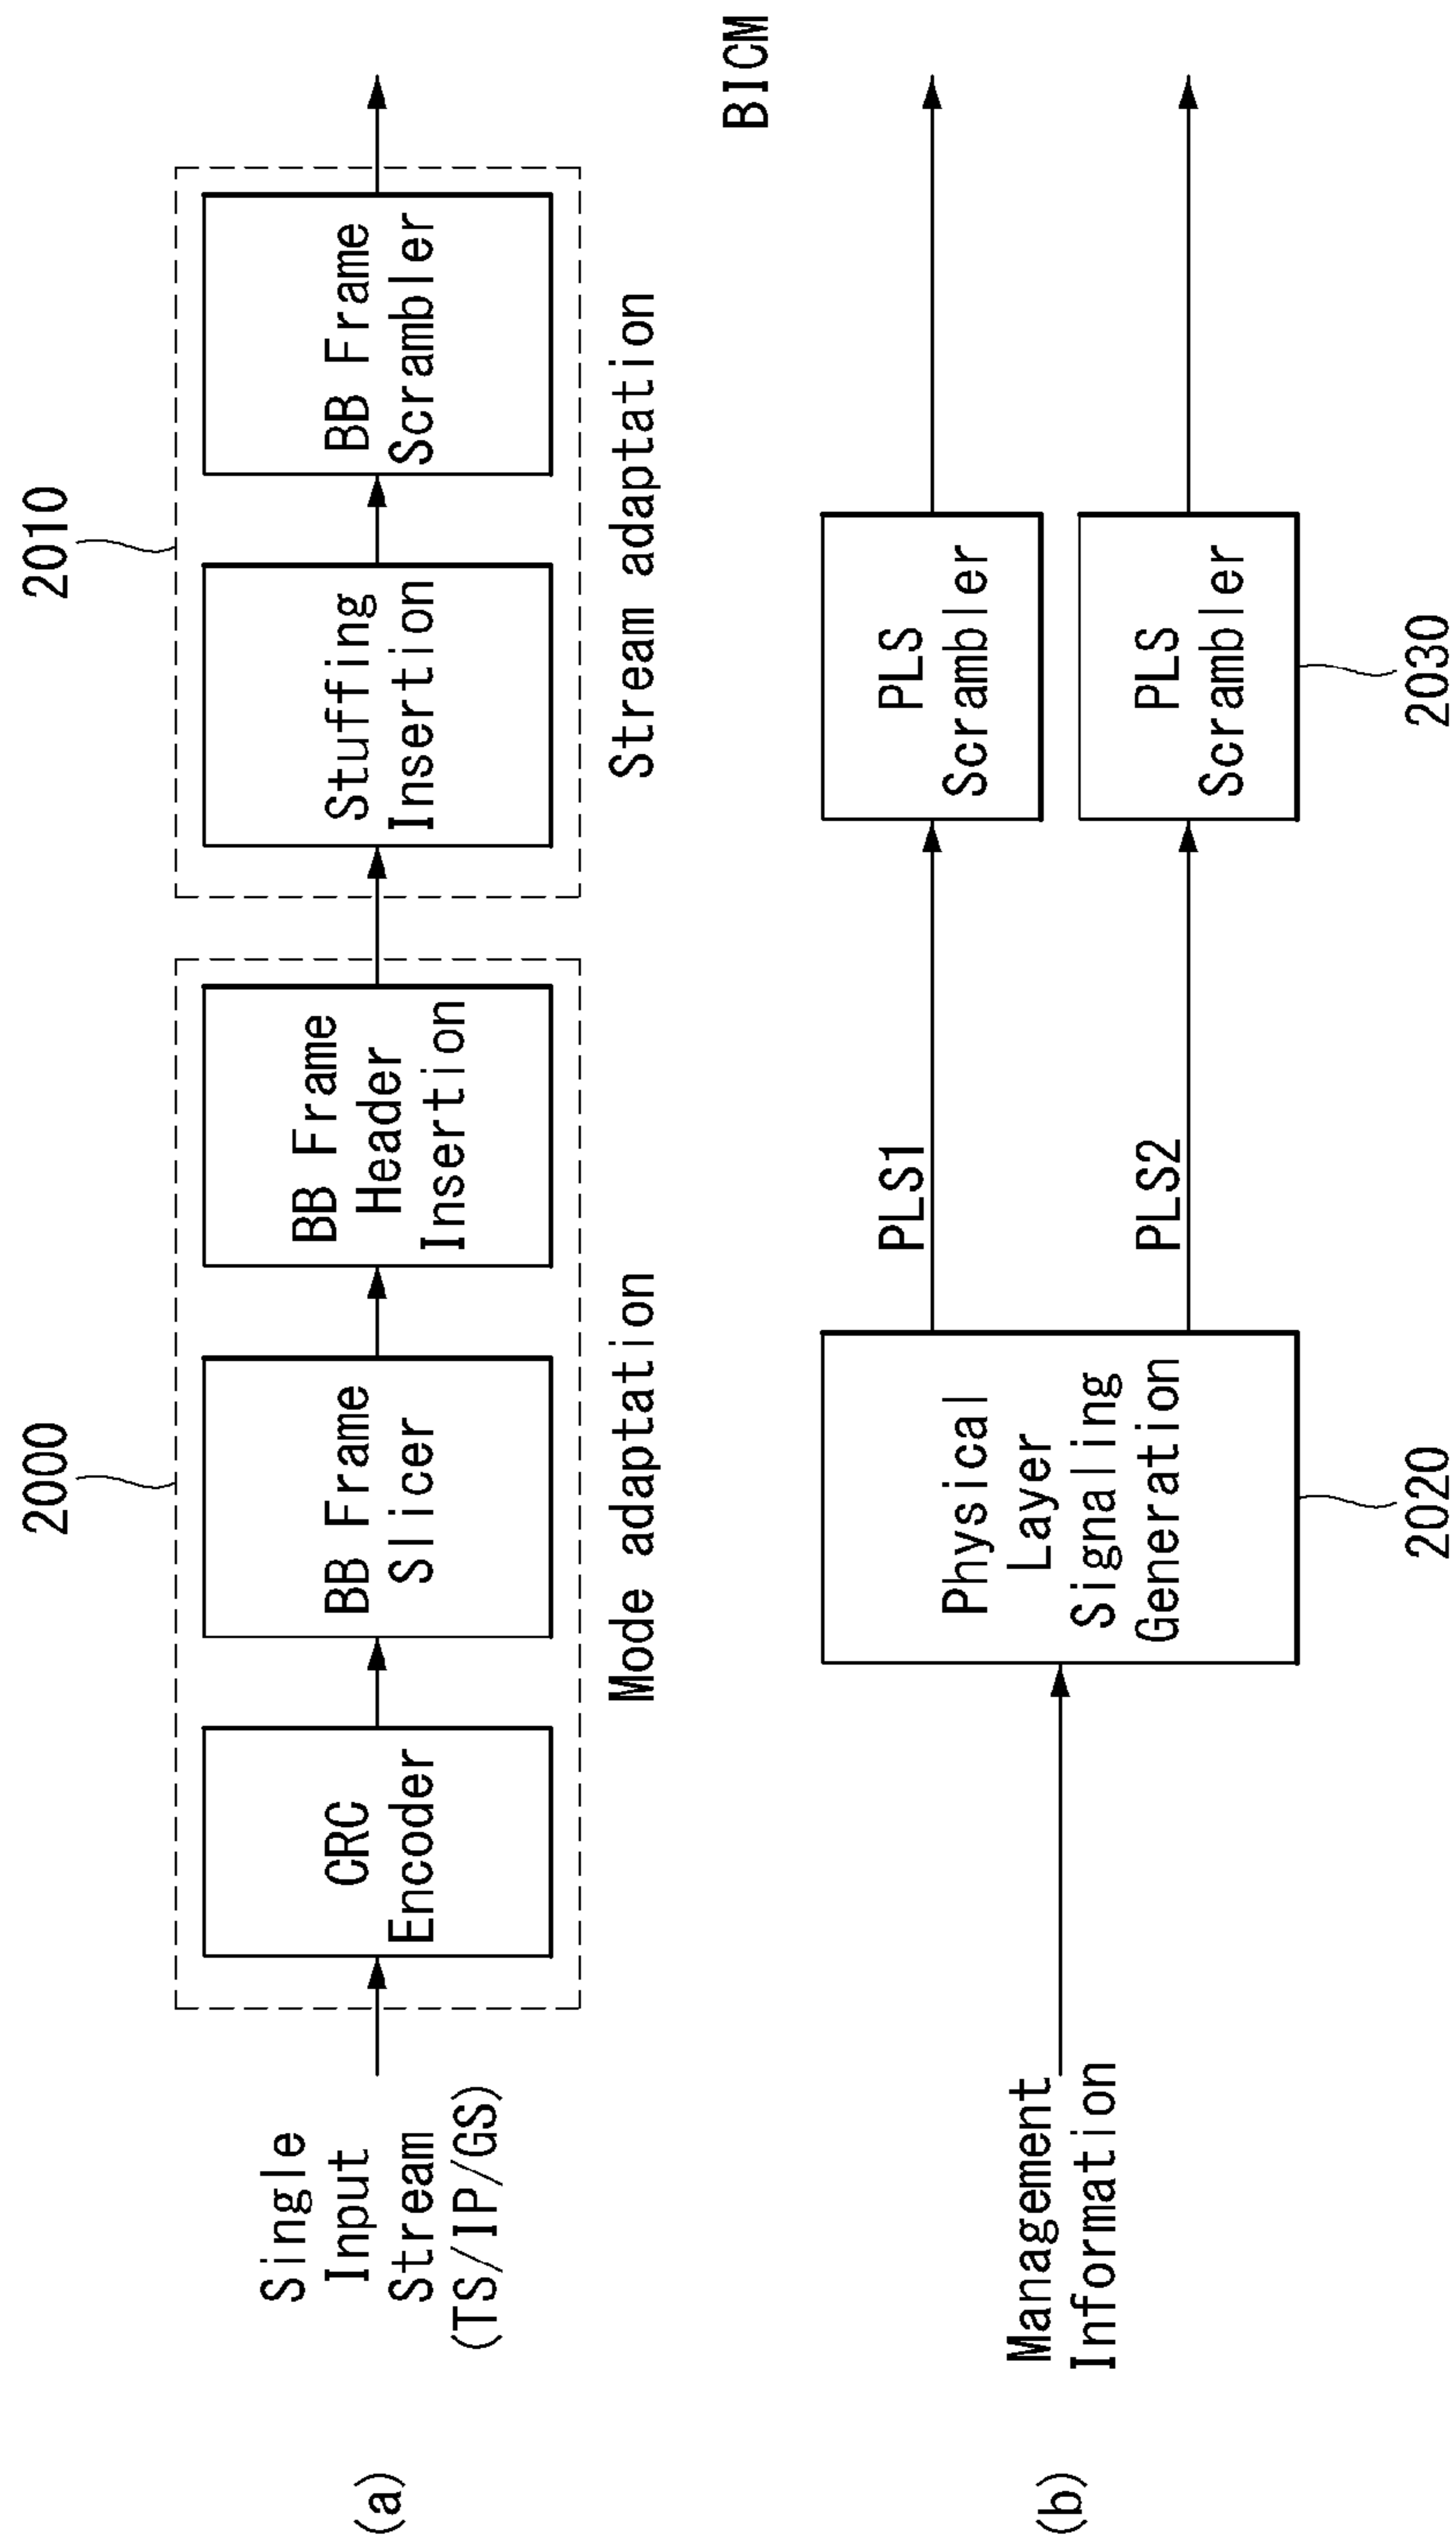 2000
2010
Single
Input
Stream
(TS/IP/GS)
CRC
Encoder
BB Frame
Slicer
BB Frame
Header
Insertion
Stuffing
Insertion
BB Frame
Scrambler
(a)
Mode adaptation
Stream adaptation
BICM
Management
Information
Physical
Layer
Signaling
Generation
PLS1
PLS
Scrambler
PLS2
PLS
Scrambler
(b)
2020
2030